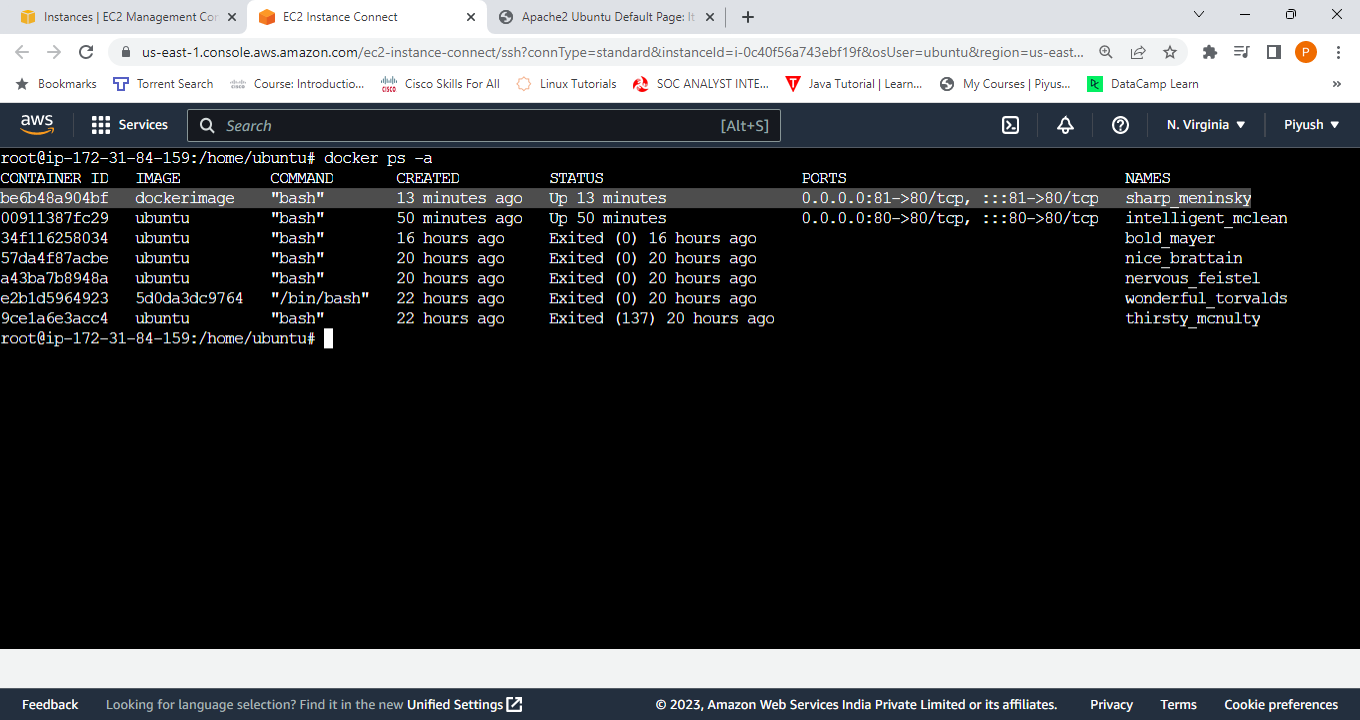 Instances | EC2 Management Con
EC2 Instance Connect
Apache2 Ubuntu Default Page: It
us-east-1.console.aws.amazon.com/ec2-instance-connect/ssh?connType=standard&instanceId=i-0c40f56a743ebf19f&osUser=ubuntu&region=us-east...
P
Bookmarks
Torrent Search
Course: Introductio...
CISCO
Cisco Skills For All
Linux Tutorials
SOC ANALYST INTE...
Java Tutorial | Learn...
My Courses | Piyus...
DataCamp Learn
»
aws
Services
Search
[Alt+S]
N. Virginia
Piyush
root@ip-172-31-84-159:/home/ubuntu# docker ps -a
CONTAINER ID IMAGE COMMAND CREATED STATUS PORTS NAMES
be6b48a904bf dockerimage "bash" 13 minutes ago Up 13 minutes 0.0.0.0:81->80/tcp, :::81->80/tcp sharp_meninsky
00911387fc29 ubuntu "bash" 50 minutes ago Up 50 minutes 0.0.0.0:80->80/tcp, :::80->80/tcp intelligent_mclean
34f116258034 ubuntu "bash" 16 hours ago Exited (0) 16 hours ago bold_mayer
57da4f87acbe ubuntu "bash" 20 hours ago Exited (0) 20 hours ago nice_brattain
a43ba7b8948a ubuntu "bash" 20 hours ago Exited (0) 20 hours ago nervous_feistel
e2b1d5964923 5d0da3dc9764 "/bin/bash" 22 hours ago Exited (0) 20 hours ago wonderful_torvalds
9ce1a6e3acc4 ubuntu "bash" 22 hours ago Exited (137) 20 hours ago thirsty_mcnulty
root@ip-172-31-84-159:/home/ubuntu#
Feedback
Looking for language selection? Find it in the new Unified Settings
© 2023, Amazon Web Services India Private Limited or its affiliates.
Privacy
Terms
Cookie preferences